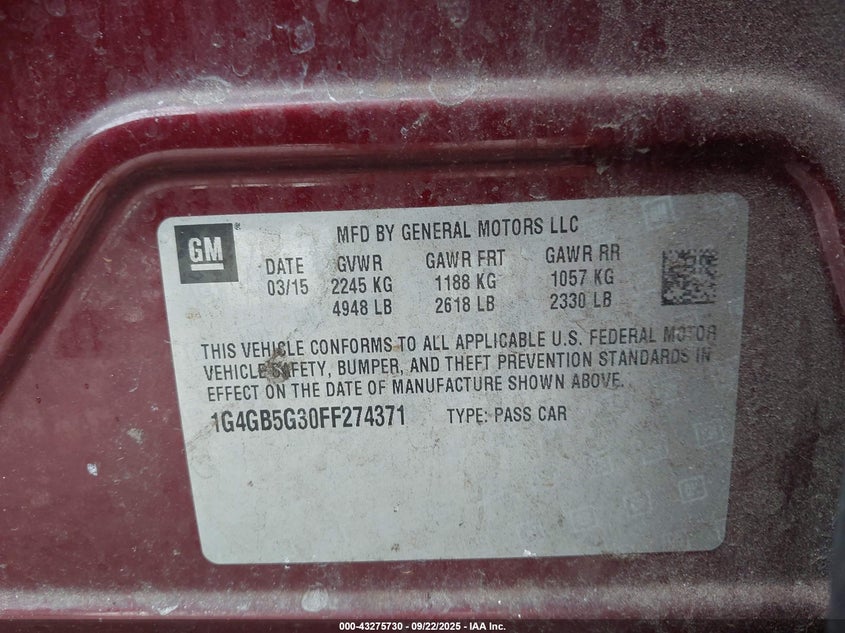 GM
MFD BY GENERAL MOTORS LLC
DATE GVWR GAWR FRT GAWR RR
03/15 2245 KG 1188 KG 1057 KG
4948 LB 2618 LB 2330 LB
THIS VEHICLE CONFORMS TO ALL APPLICABLE U.S. FEDERAL MOTOR
VEHICLE SAFETY, BUMPER, AND THEFT PREVENTION STANDARDS IN
EFFECT ON THE DATE OF MANUFACTURE SHOWN ABOVE.
1G4GB5G30FF274371 TYPE: PASS CAR
000-43275730 - 09/22/2025 - IAA Inc.